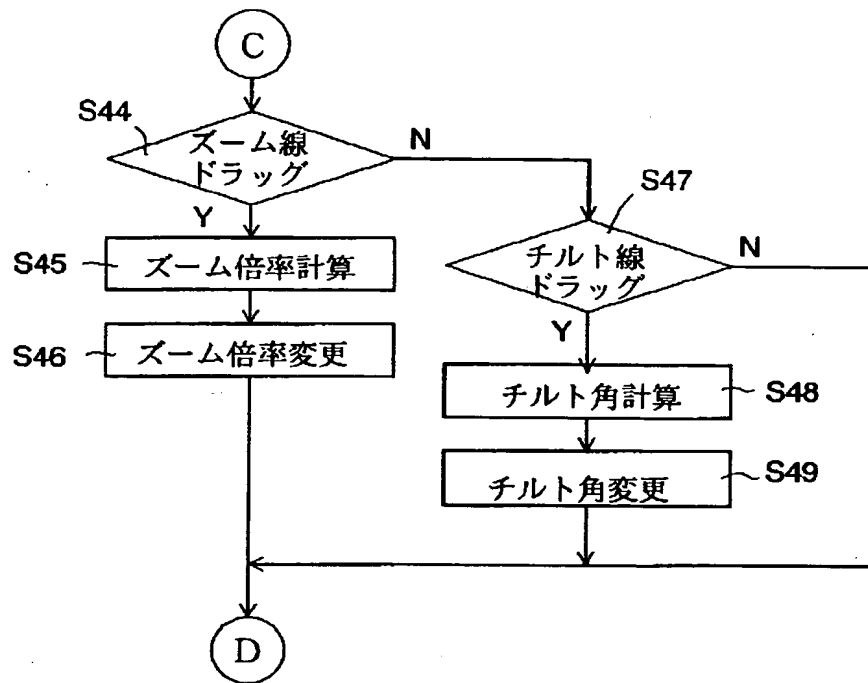 C
S44
ズーム線
ドラッグ
N
Y
S47
チルト線
ドラッグ
N
Y
S45
ズーム倍率計算
S46
ズーム倍率変更
チルト角計算
S48
チルト角変更
S49
D